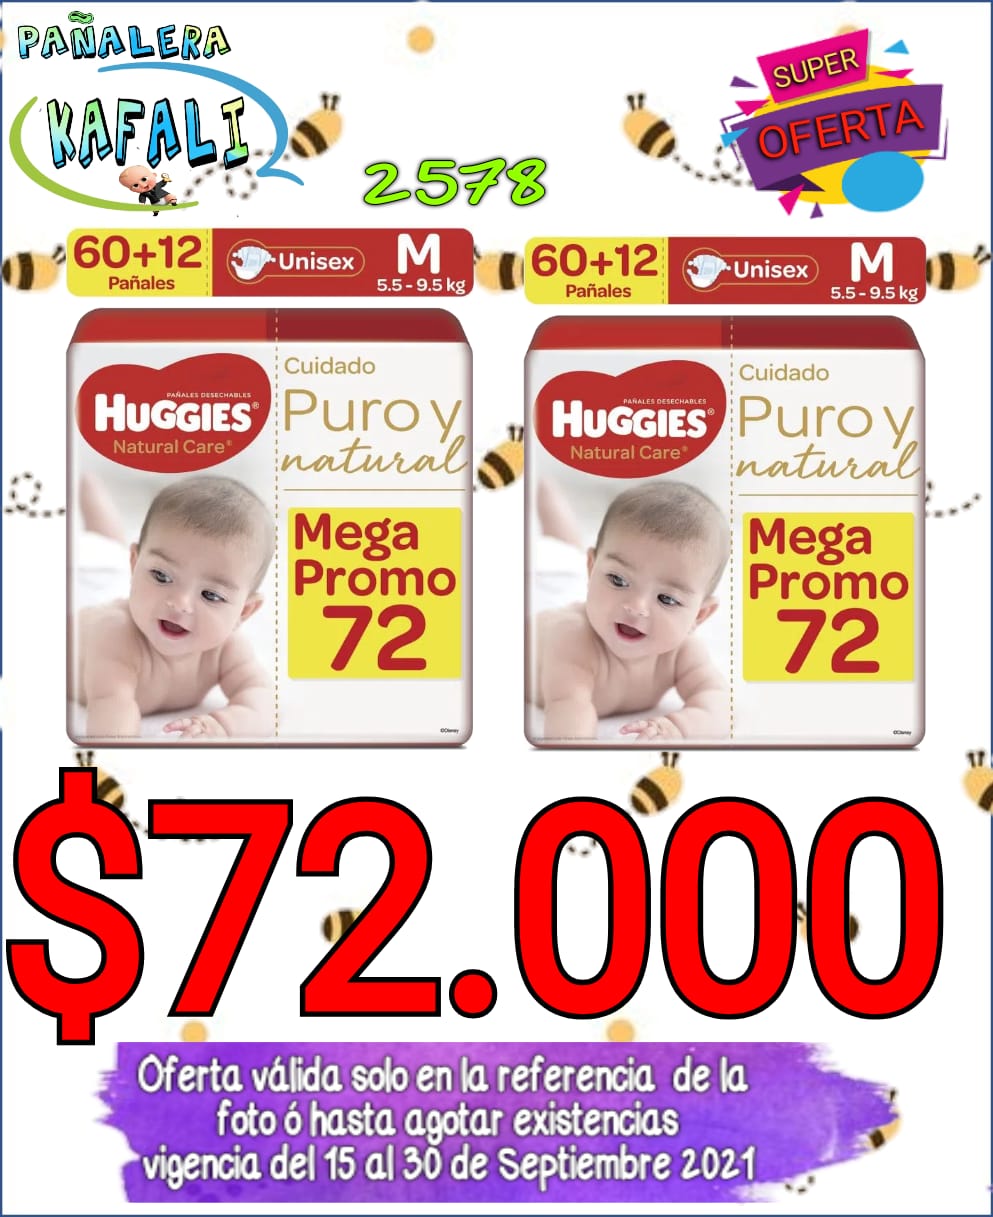 PAÑALERA
KAFALI
SUPER
OFERTA
2578
60+12
Pañales
Unisex
M
5.5 - 9.5 kg
60+12
Pañales
Unisex
M
5.5 - 9.5 kg
PAÑALES DESECHABLES
HUGGIES®
Natural Care®
Cuidado
Puro y
natural
Mega
Promo
72
©Disney
PAÑALES DESECHABLES
HUGGIES®
Natural Care®
Cuidado
Puro y
natural
Mega
Promo
72
©Disney
$72.000
Oferta válida solo en la referencia de la
foto ó hasta agotar existencias
vigencia del 15 al 30 de Septiembre 2021